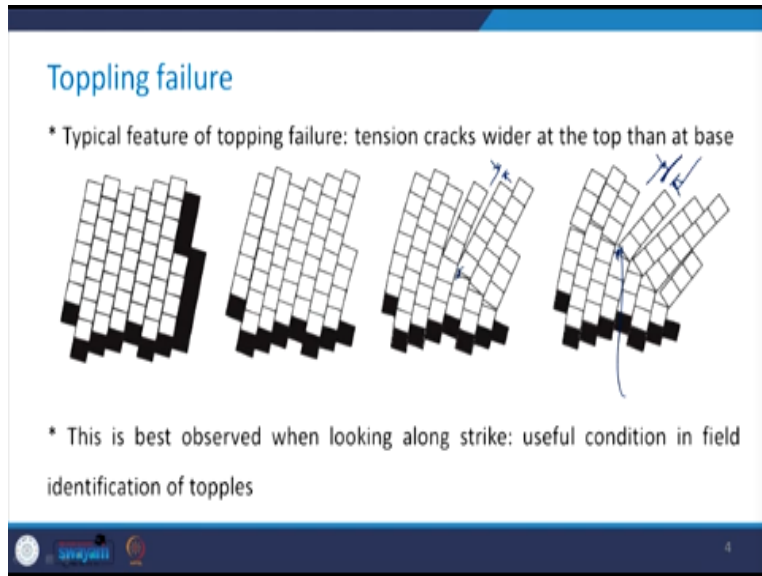 Toppling failure
* Typical feature of topping failure: tension cracks wider at the top than at base
* This is best observed when looking along strike: useful condition in field
identification of topples
swayam
4